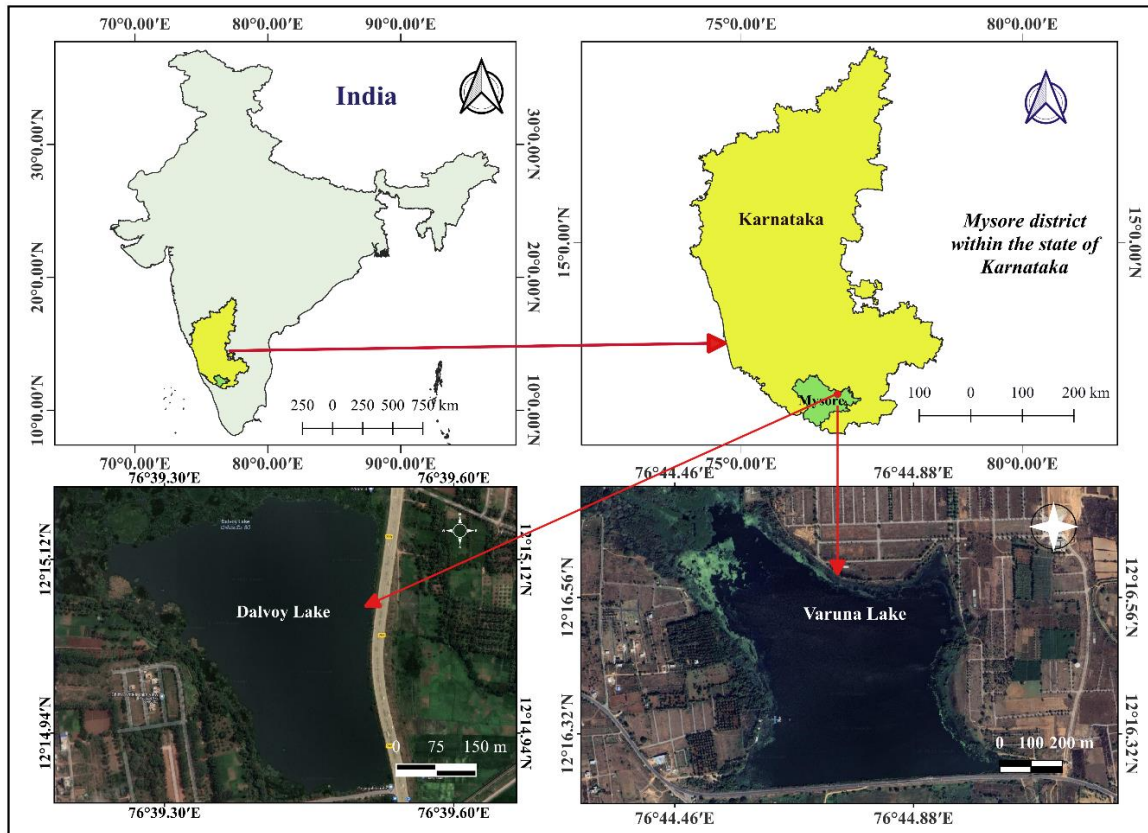 70°0.00′E 80°0.00′E 90°0.00′E
75°0.00′E 80°0.00′E
India
30°0.00′N 30°0.00′N
20°0.00′N 20°0.00′N
10°0.00′N 10°0.00′N
250 0 250 500 750 km
70°0.00′E 80°0.00′E 90°0.00′E
Karnataka
Mysore district
within the state of
Karnataka
15°0.00′N 15°0.00′N
Mysore
100 0 100 200 km
75°0.00′E 80°0.00′E
76°39.30′E 76°39.60′E
Dalvoy Lake
12°15.12′N 12°15.12′N
Dalvoy Lake
12°14.94′N 12°14.94′N
0 75 150 m
76°39.30′E 76°39.60′E
76°44.46′E 76°44.88′E
12°16.56′N 12°16.56′N
Varuna Lake
12°16.32′N 12°16.32′N
0 100 200 m
76°44.46′E 76°44.88′E